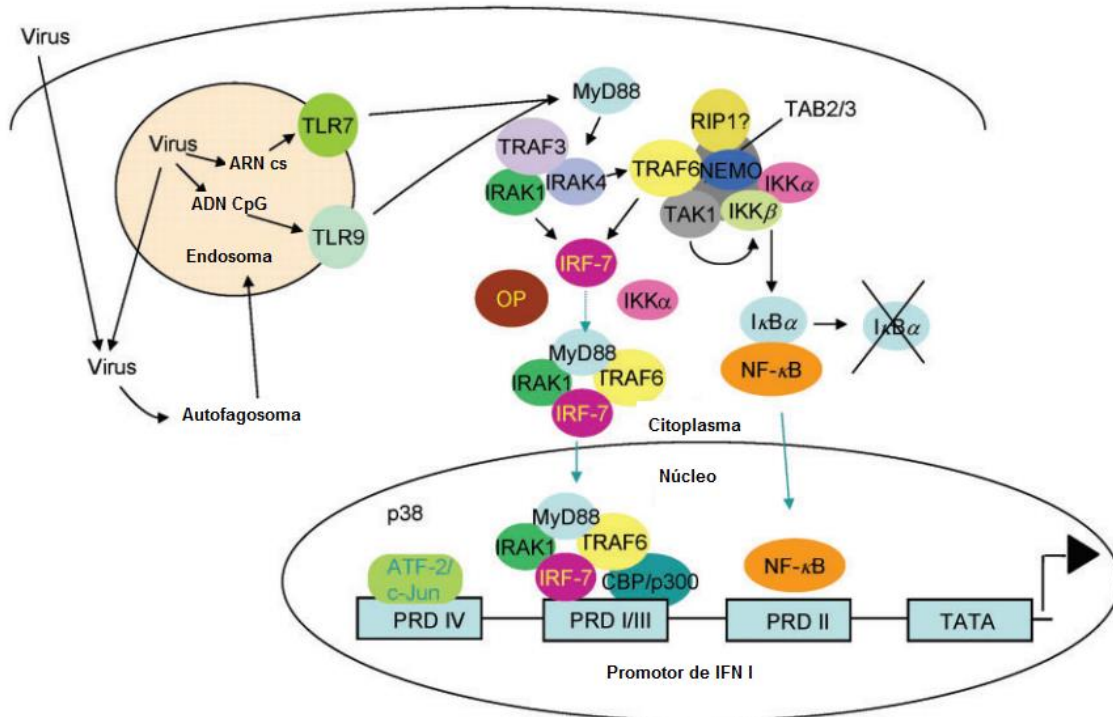 Virus
MyD88
RIP1?
TAB2/3
TLR7
Virus
ARN cs
TRAF3
TRAF6
NEMO
IRAK1
IRAK4
IKKα
ADN CpG
TAK1
IKKβ
TLR9
Endosoma
IRF-7
OP
IKKα
IκBα
IκBα
MyD88
NF-κB
Virus
IRAK1
TRAF6
Autofagosoma
IRF-7
Citoplasma
Núcleo
p38
MyD88
IRAK1
TRAF6
NF-κB
ATF-2/
c-Jun
IRF-7
CBP/p300
PRD IV
PRD I/III
PRD II
TATA
Promotor de IFN I